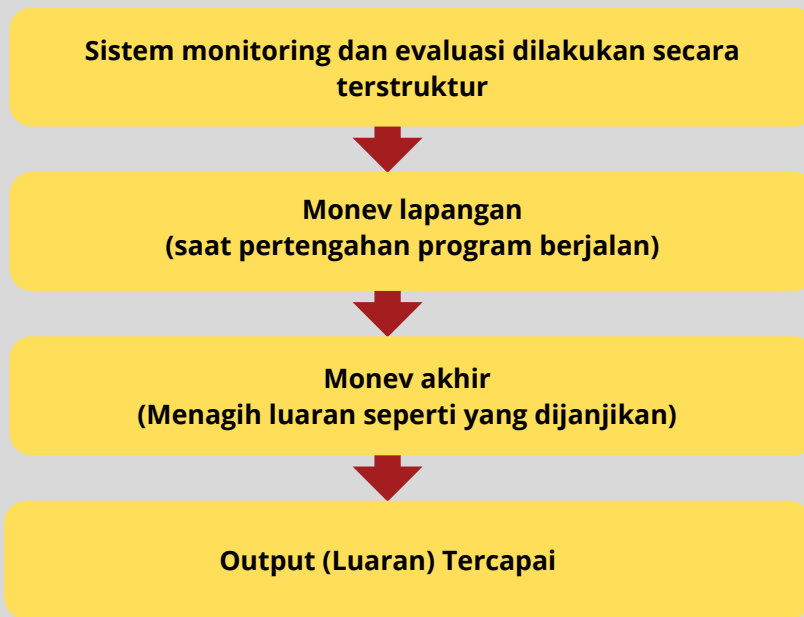 Sistem monitoring dan evaluasi dilakukan secara
terstruktur
Monev lapangan
(saat pertengahan program berjalan)
Monev akhir
(Menagih luaran seperti yang dijanjikan)
Output (Luaran) Tercapai